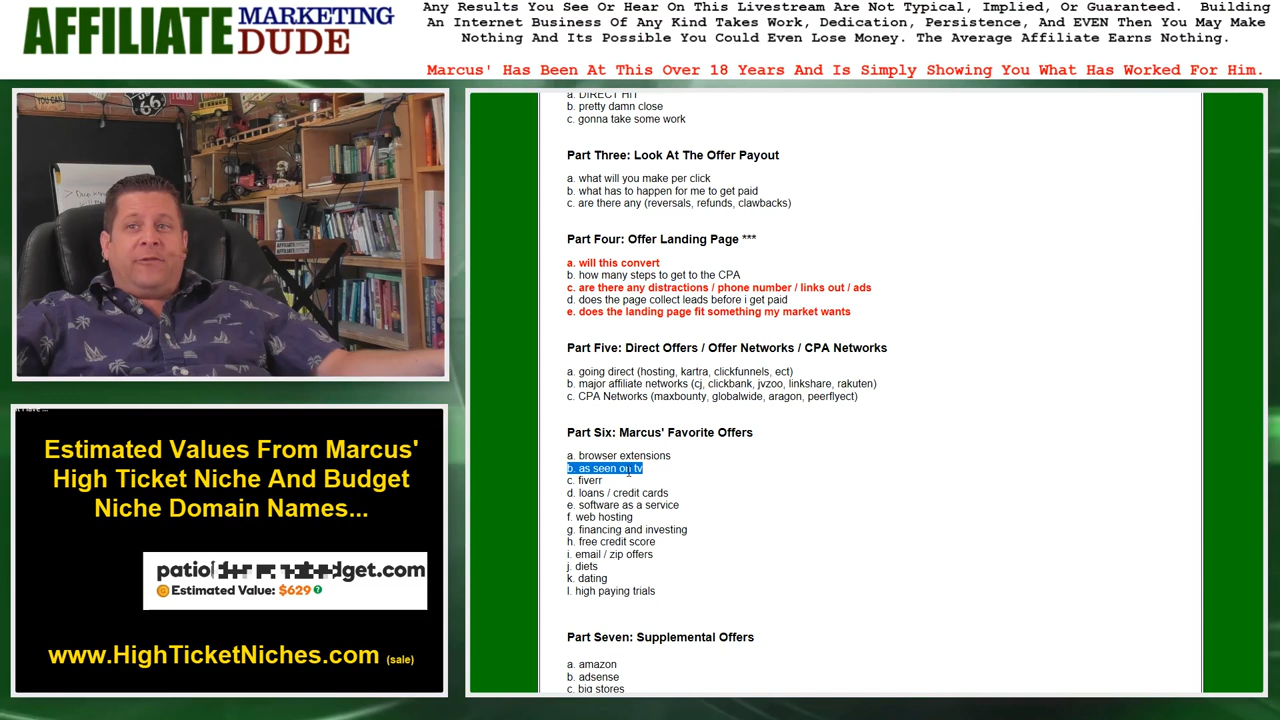 AFFILIATE MARKETING DUDE
Any Results You See Or Hear On This Livestream Are Not Typical, Implied, Or Guaranteed. Building
An Internet Business Of Any Kind Takes Work, Dedication, Persistence, And EVEN Then You May Make
Nothing And Its Possible You Could Even Lose Money. The Average Affiliate Earns Nothing.
Marcus' Has Been At This Over 18 Years And Is Simply Showing You What Has Worked For Him.
YOU CAN
66
I CAN DO
AFFILIATE
a. DIRECT HIT
b. pretty damn close
c. gonna take some work
Part Three: Look At The Offer Payout
a. what will you make per click
b. what has to happen for me to get paid
c. are there any (reversals, refunds, clawbacks)
Part Four: Offer Landing Page ***
a. will this convert
b. how many steps to get to the CPA
c. are there any distractions / phone number / links out / ads
d. does the page collect leads before i get paid
e. does the landing page fit something my market wants
Part Five: Direct Offers / Offer Networks / CPA Networks
a. going direct (hosting, kartra, clickfunnels, ect)
b. major affiliate networks (cj, clickbank, jvzoo, linkshare, rakuten)
c. CPA Networks (maxbounty, globalwide, aragon, peerflyect)
Part Six: Marcus' Favorite Offers
a. browser extensions
b. as seen on tv
c. fiverr
d. loans / credit cards
e. software as a service
f. web hosting
g. financing and investing
h. free credit score
i. email / zip offers
j. diets
k. dating
l. high paying trials
Part Seven: Supplemental Offers
a. amazon
b. adsense
c. big stores
Estimated Values From Marcus'
High Ticket Niche And Budget
Niche Domain Names...
patio dget.com
Estimated Value: $629
www.HighTicketNiches.com (sale)